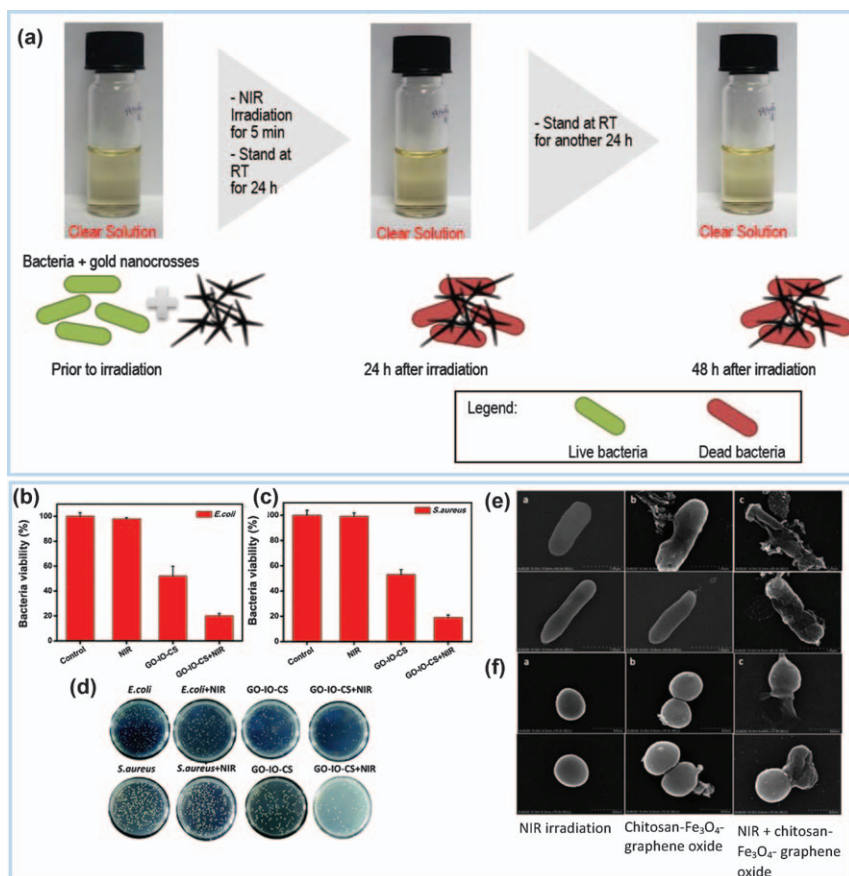 (a)
- NIR
Irradiation
for 5 min
- Stand at
RT
for 24 h
- Stand at RT
for another 24 h
Clear Solution
Clear Solution
Clear Solution
Bacteria + gold nanocrosses
Prior to irradiation
24 h after irradiation
48 h after irradiation
Legend:
Live bacteria
Dead bacteria
(b)
Bacteria viability (%)
100
80
60
40
20
0
E.coli
Control
NIR
GO-IO-CS
GO-IO-CS+NIR
(c)
Bacteria viability (%)
100
80
60
40
20
0
S.aureus
Control
NIR
GO-IO-CS
GO-IO-CS+NIR
(d)
E.coli
E.coli+NIR
GO-IO-CS
GO-IO-CS+NIR
S.aureus
S.aureus+NIR
GO-IO-CS
GO-IO-CS+NIR
(e)
a
b
c
(f)
a
b
c
NIR irradiation
Chitosan-Fe₃O₄-
graphene oxide
NIR + chitosan-
Fe₃O₄- graphene
oxide